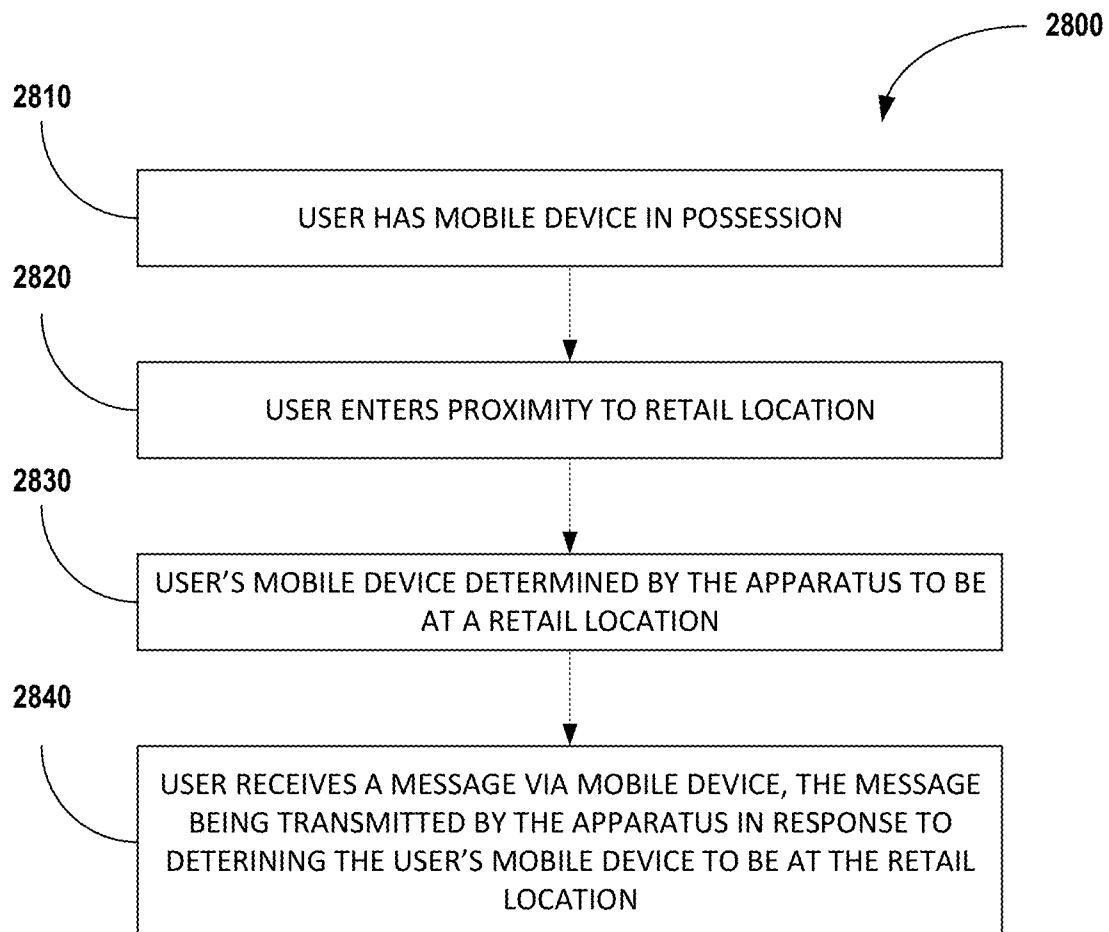 2800
2810
USER HAS MOBILE DEVICE IN POSSESSION
2820
USER ENTERS PROXIMITY TO RETAIL LOCATION
2830
USER'S MOBILE DEVICE DETERMINED BY THE APPARATUS TO BE
AT A RETAIL LOCATION
2840
USER RECEIVES A MESSAGE VIA MOBILE DEVICE, THE MESSAGE
BEING TRANSMITTED BY THE APPARATUS IN RESPONSE TO
DETERINING THE USER'S MOBILE DEVICE TO BE AT THE RETAIL
LOCATION